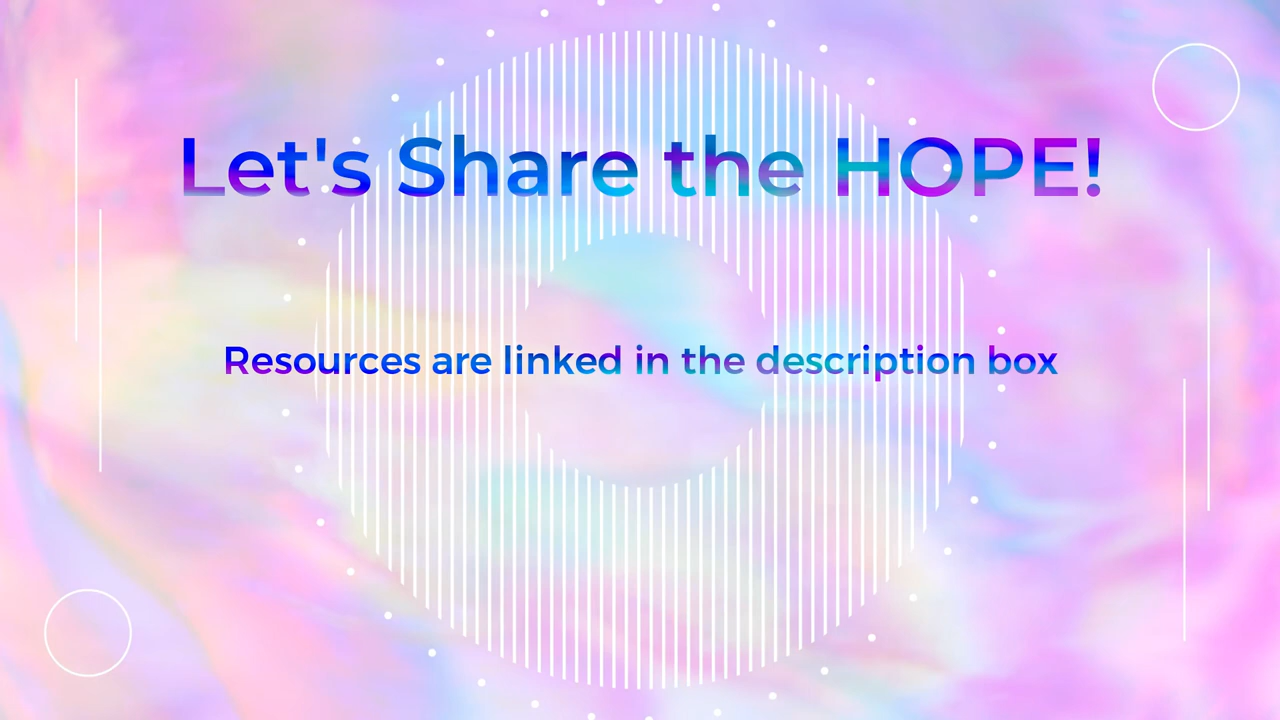 Let's Share the HOPE!
Resources are linked in the description box